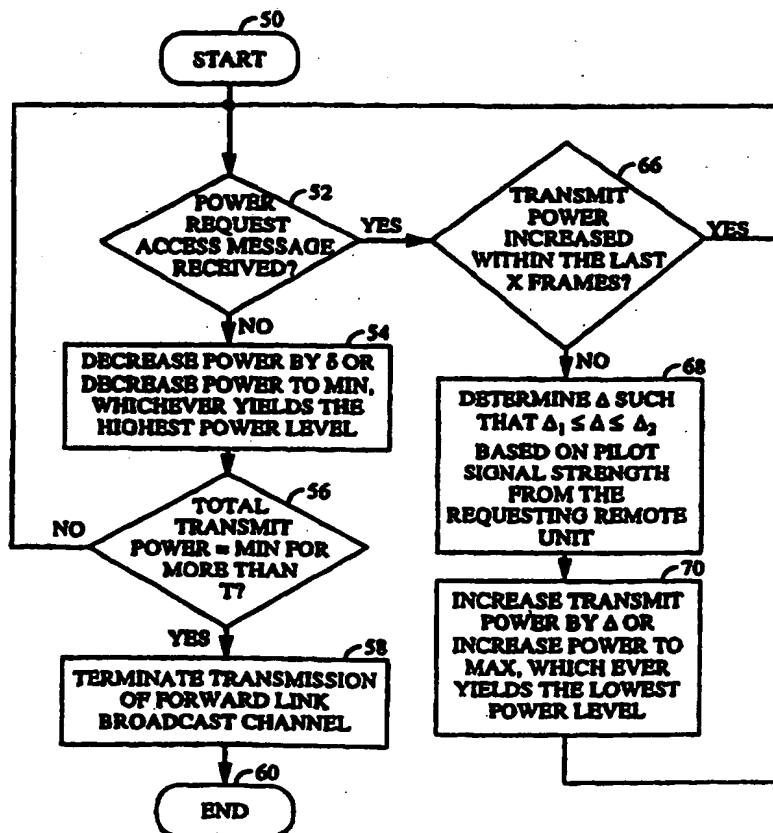 50
START
52
POWER
REQUEST
ACCESS MESSAGE
RECEIVED?
YES
66
TRANSMIT
POWER
INCREASED
WITHIN THE LAST
X FRAMES?
YES
NO
54
DECREASE POWER BY δ OR
DECREASE POWER TO MIN,
WHICHEVER YIELDS THE
HIGHEST POWER LEVEL
NO
68
DETERMINE Δ SUCH
THAT Δ₁ ≤ Δ ≤ Δ₂
BASED ON PILOT
SIGNAL STRENGTH
FROM THE
REQUESTING REMOTE
UNIT
56
TOTAL
TRANSMIT
POWER = MIN FOR
MORE THAN
T?
NO
YES
70
INCREASE TRANSMIT
POWER BY Δ OR
INCREASE POWER TO
MAX, WHICH EVER
YIELDS THE LOWEST
POWER LEVEL
58
TERMINATE TRANSMISSION
OF FORWARD LINK
BROADCAST CHANNEL
60
END